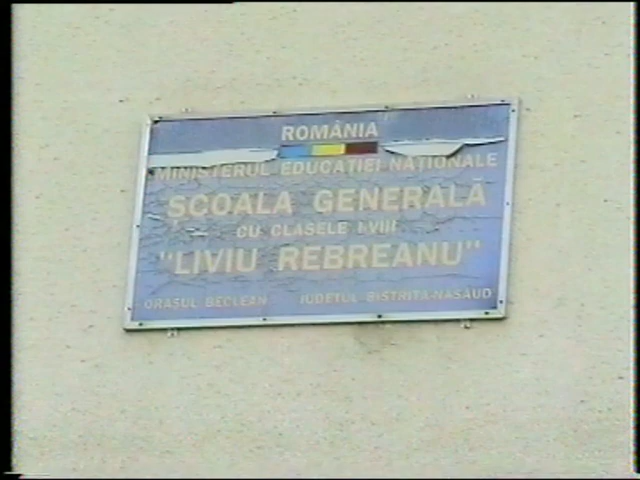 ROMÂNIA
MINISTERUL EDUCAȚIEI NAȚIONALE
ȘCOALA GENERALĂ
CU CLASELE I-VIII
"LIVIU REBREANU"
ORAȘUL BECLEAN JUDEȚUL BISTRIȚA-NĂSĂUD